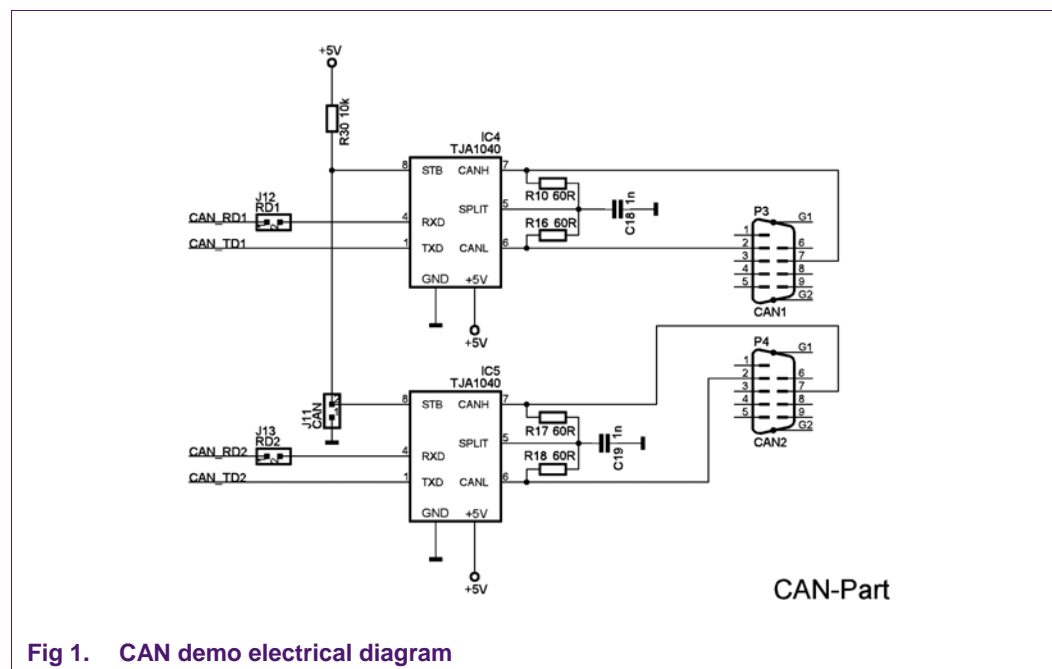 +5V
R30 10k
IC4
TJA1040
8 STB CANH 7
R10 60R
J12
RD1
CAN_RD1
4 RXD
SPLIT 5
C18 1n
R16 60R
CAN_TD1
1 TXD CANL 6
GND +5V
+5V
P3
G1
1
2 6
3 7
4 8
5 9
G2
CAN1
IC5
TJA1040
J11
CAN
8 STB CANH 7
R17 60R
J13
RD2
CAN_RD2
4 RXD
SPLIT 5
C19 1n
R18 60R
CAN_TD2
1 TXD CANL 6
GND +5V
+5V
P4
G1
1
2 6
3 7
4 8
5 9
G2
CAN2
CAN-Part
Fig 1. CAN demo electrical diagram